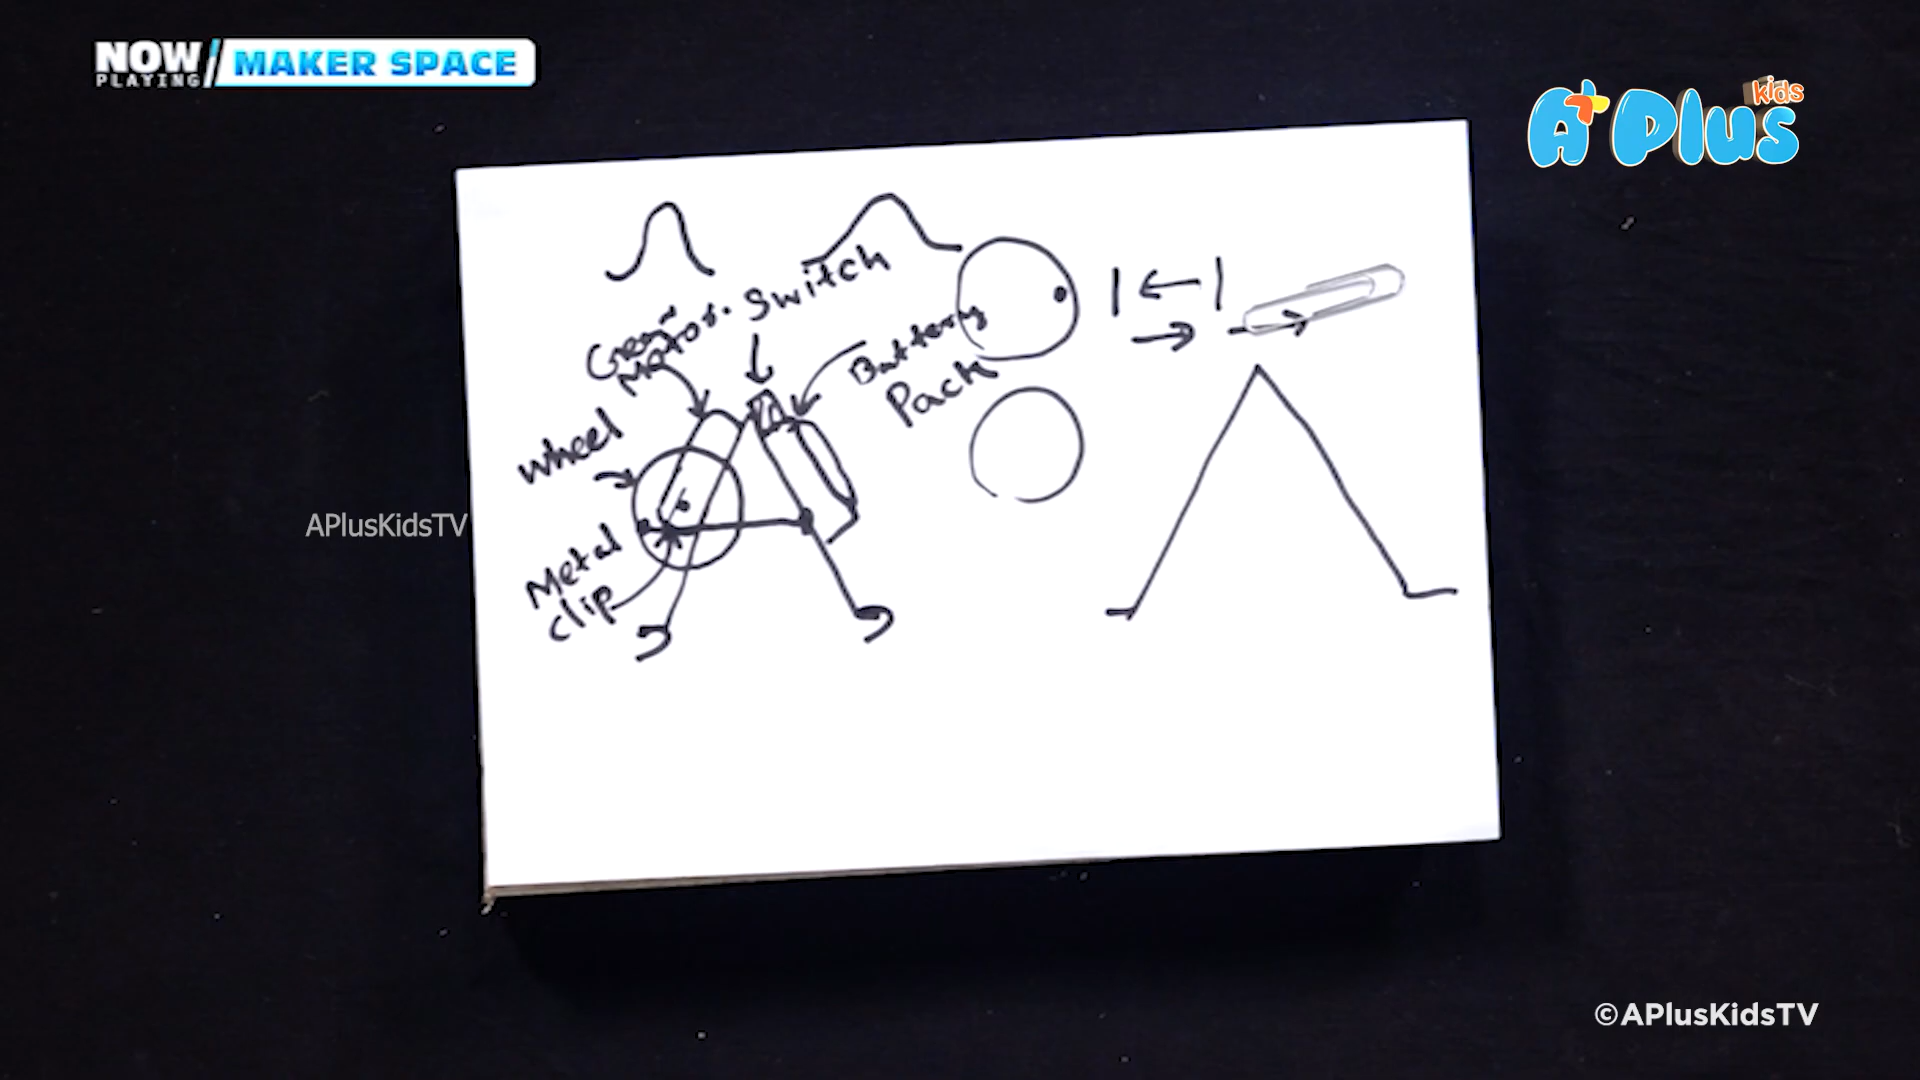 NOW
PLAYING
MAKER SPACE
A+ Plus
kids
Switch
Gear
Motor.
Battery
Pack
wheel
APlusKidsTV
Metal
clip
©APlusKidsTV